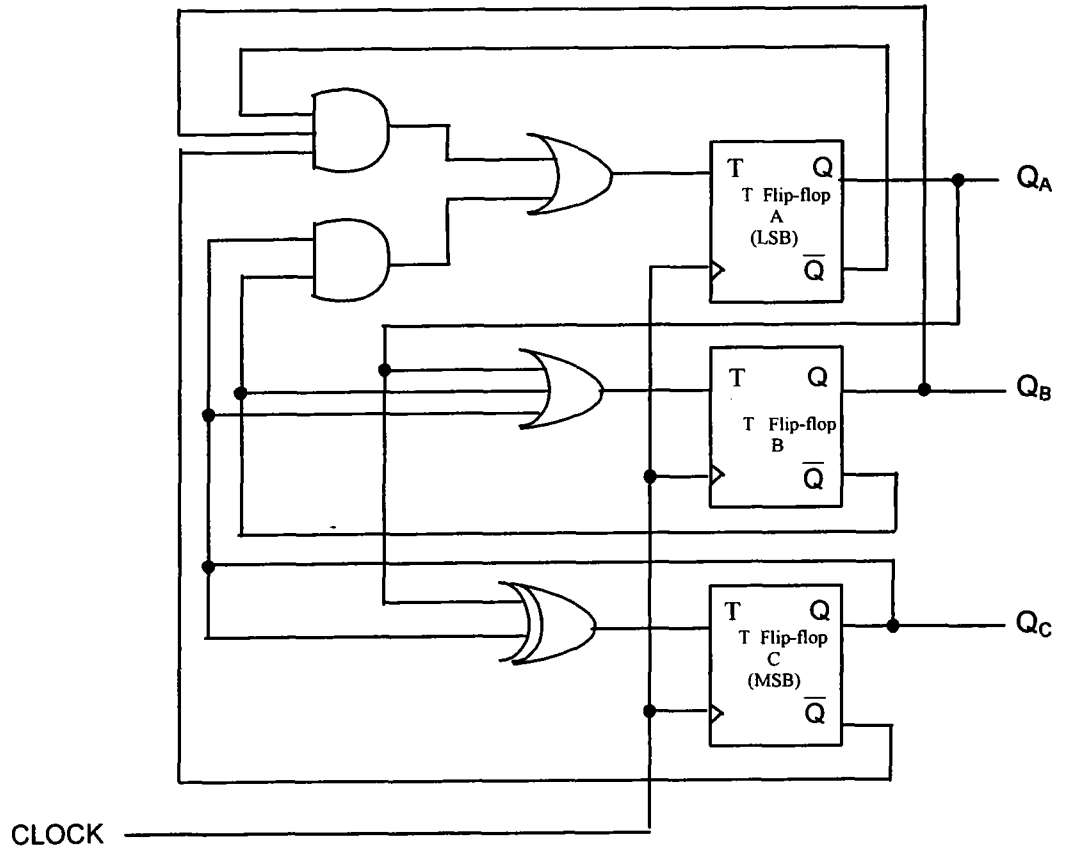 T Q
T Flip-flop
A
(LSB)
Q̅
Q_A
T Q
T Flip-flop
B
Q̅
Q_B
T Q
T Flip-flop
C
(MSB)
Q̅
Q_C
CLOCK